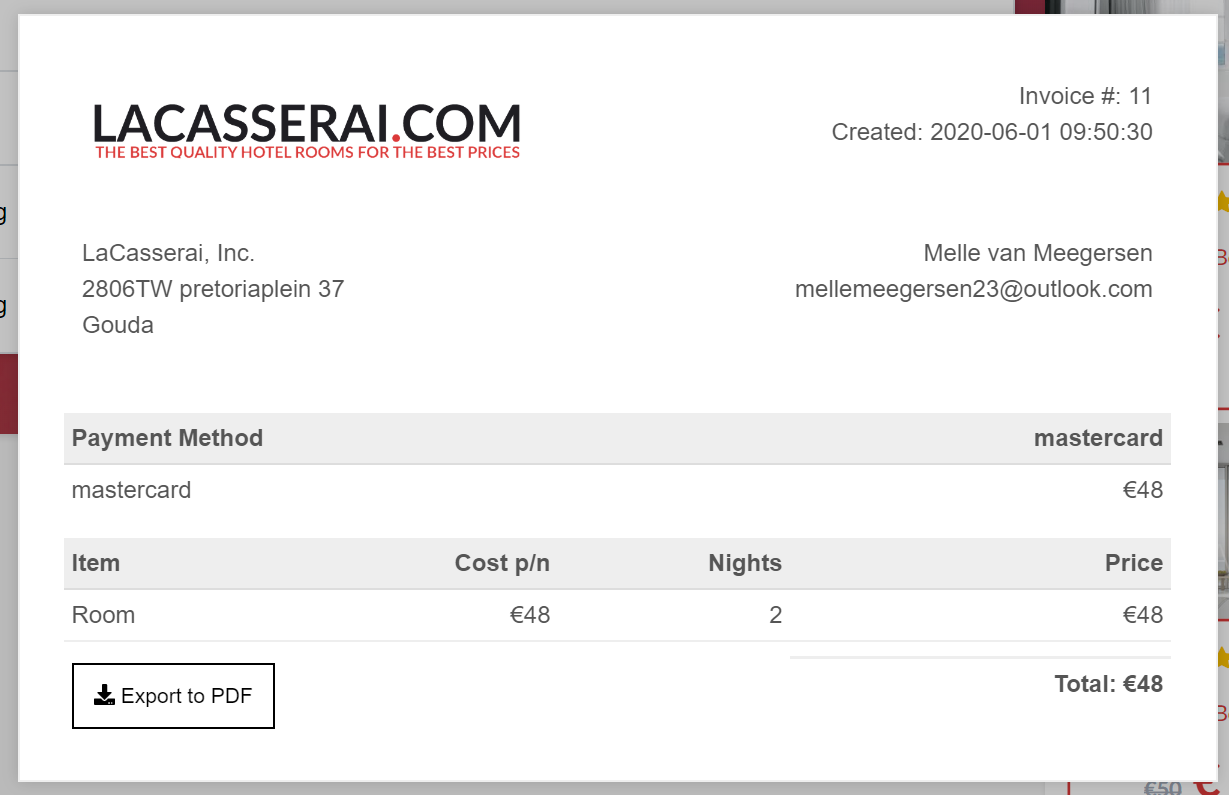 LACASSERAI.COM
THE BEST QUALITY HOTEL ROOMS FOR THE BEST PRICES
Invoice #: 11
Created: 2020-06-01 09:50:30
LaCasserai, Inc.
2806TW pretoriaplein 37
Gouda
Melle van Meegersen
mellemeegersen23@outlook.com
Payment Method mastercard
mastercard €48
Item Cost p/n Nights Price
Room €48 2 €48
Total: €48
Export to PDF
€50 €